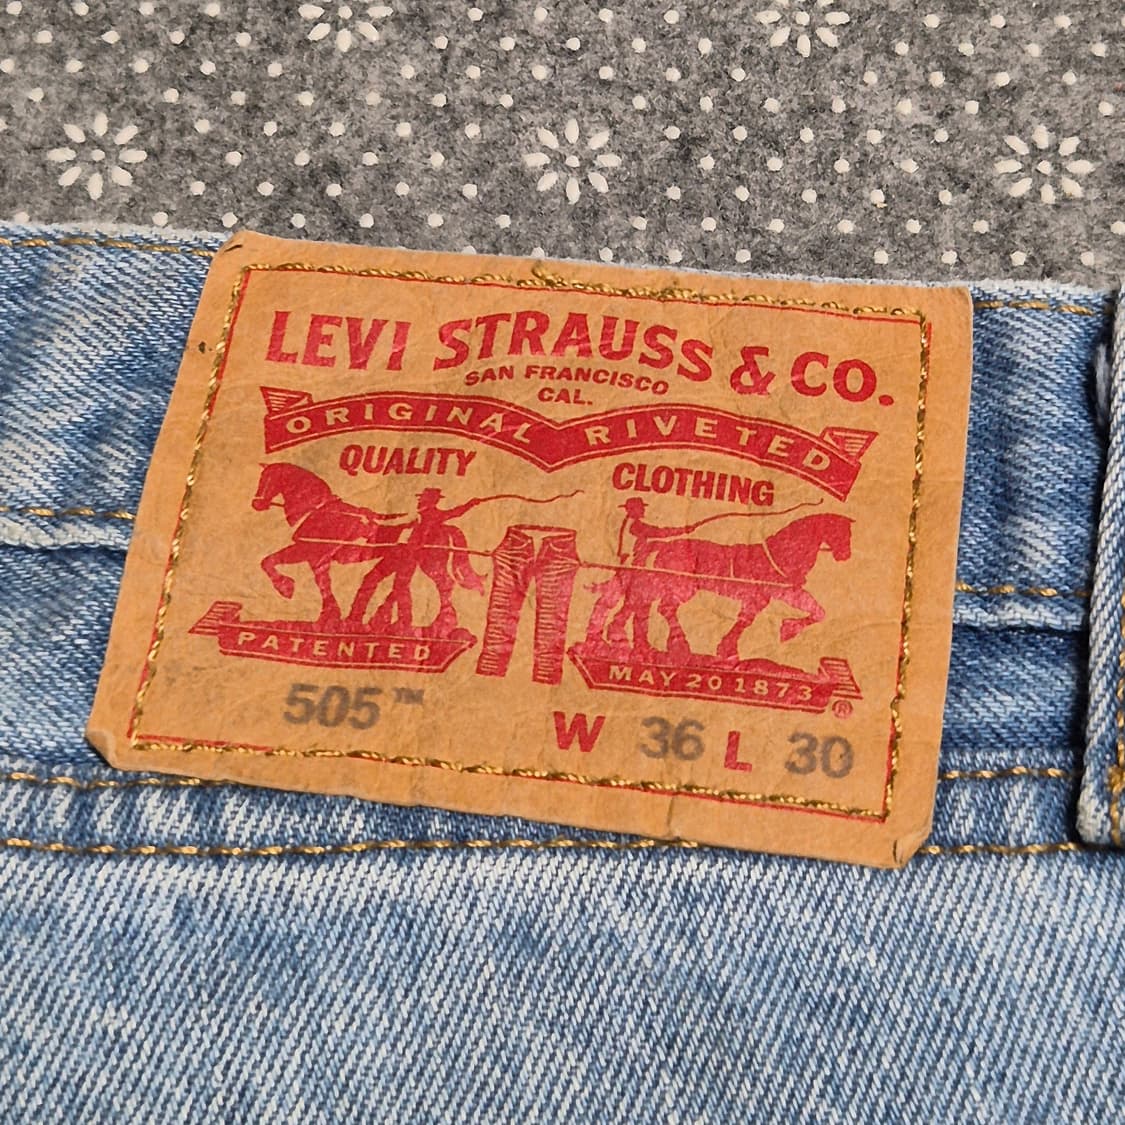 LEVI STRAUSS & CO.
SAN FRANCISCO
CAL.
ORIGINAL RIVETED
QUALITY CLOTHING
PATENTED MAY 20 1873
®
505™ W 36 L 30